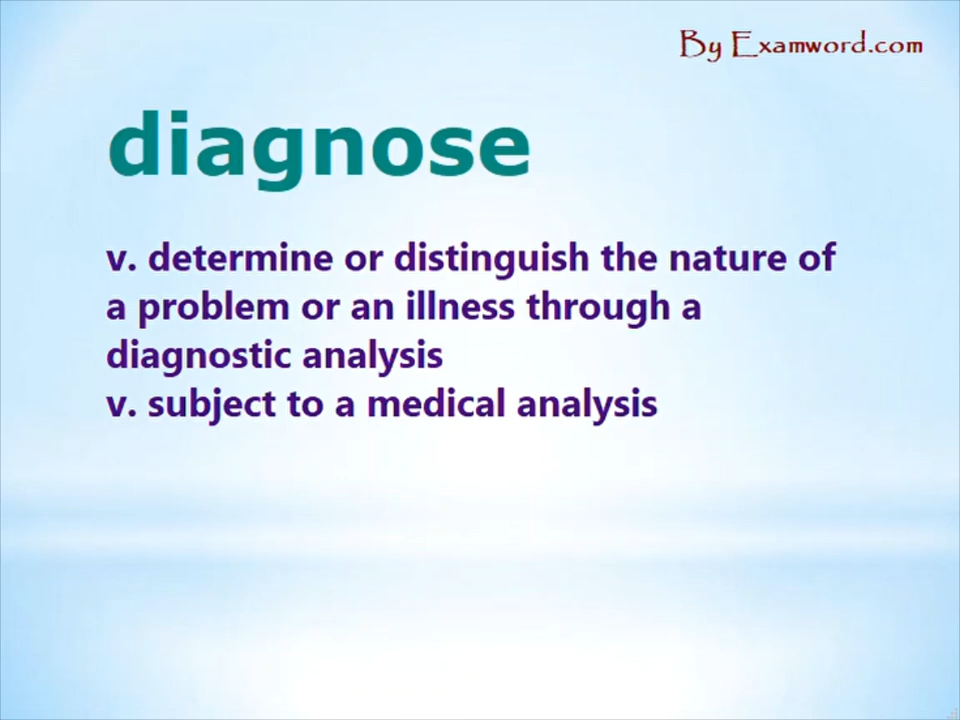 By Examword.com
diagnose
v. determine or distinguish the nature of
a problem or an illness through a
diagnostic analysis
v. subject to a medical analysis